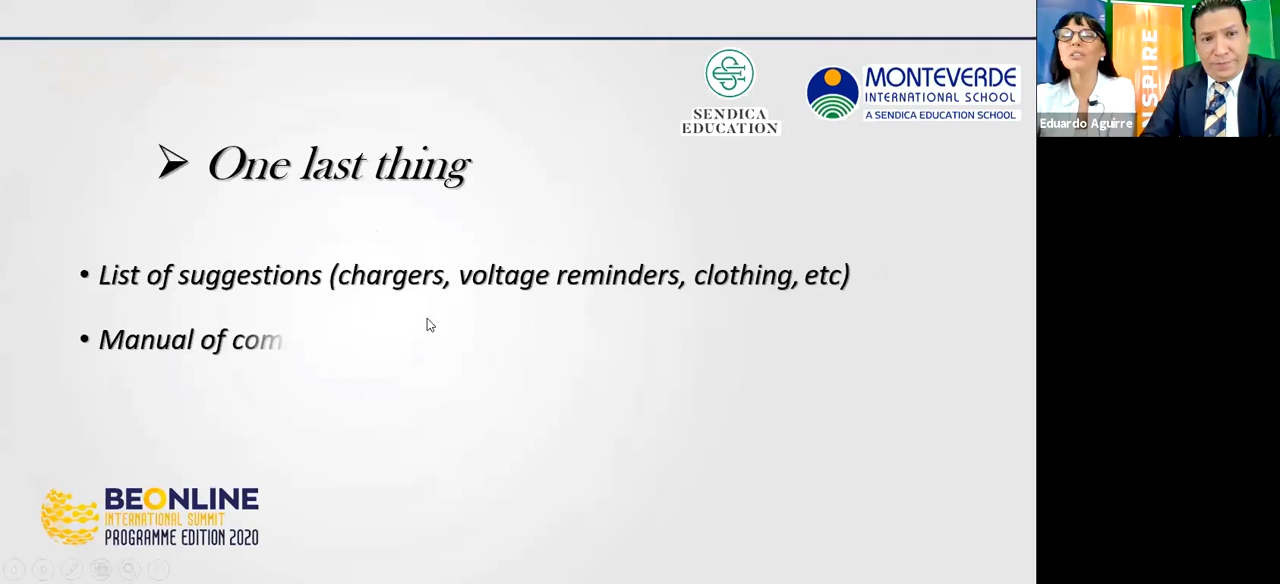 SENDICA
EDUCATION
MONTEVERDE
INTERNATIONAL SCHOOL
A SENDICA EDUCATION SCHOOL
➢ One last thing
• List of suggestions (chargers, voltage reminders, clothing, etc)
• Manual of com
BEONLINE
INTERNATIONAL SUMMIT
PROGRAMME EDITION 2020
Eduardo Aguirre
NSPIRE